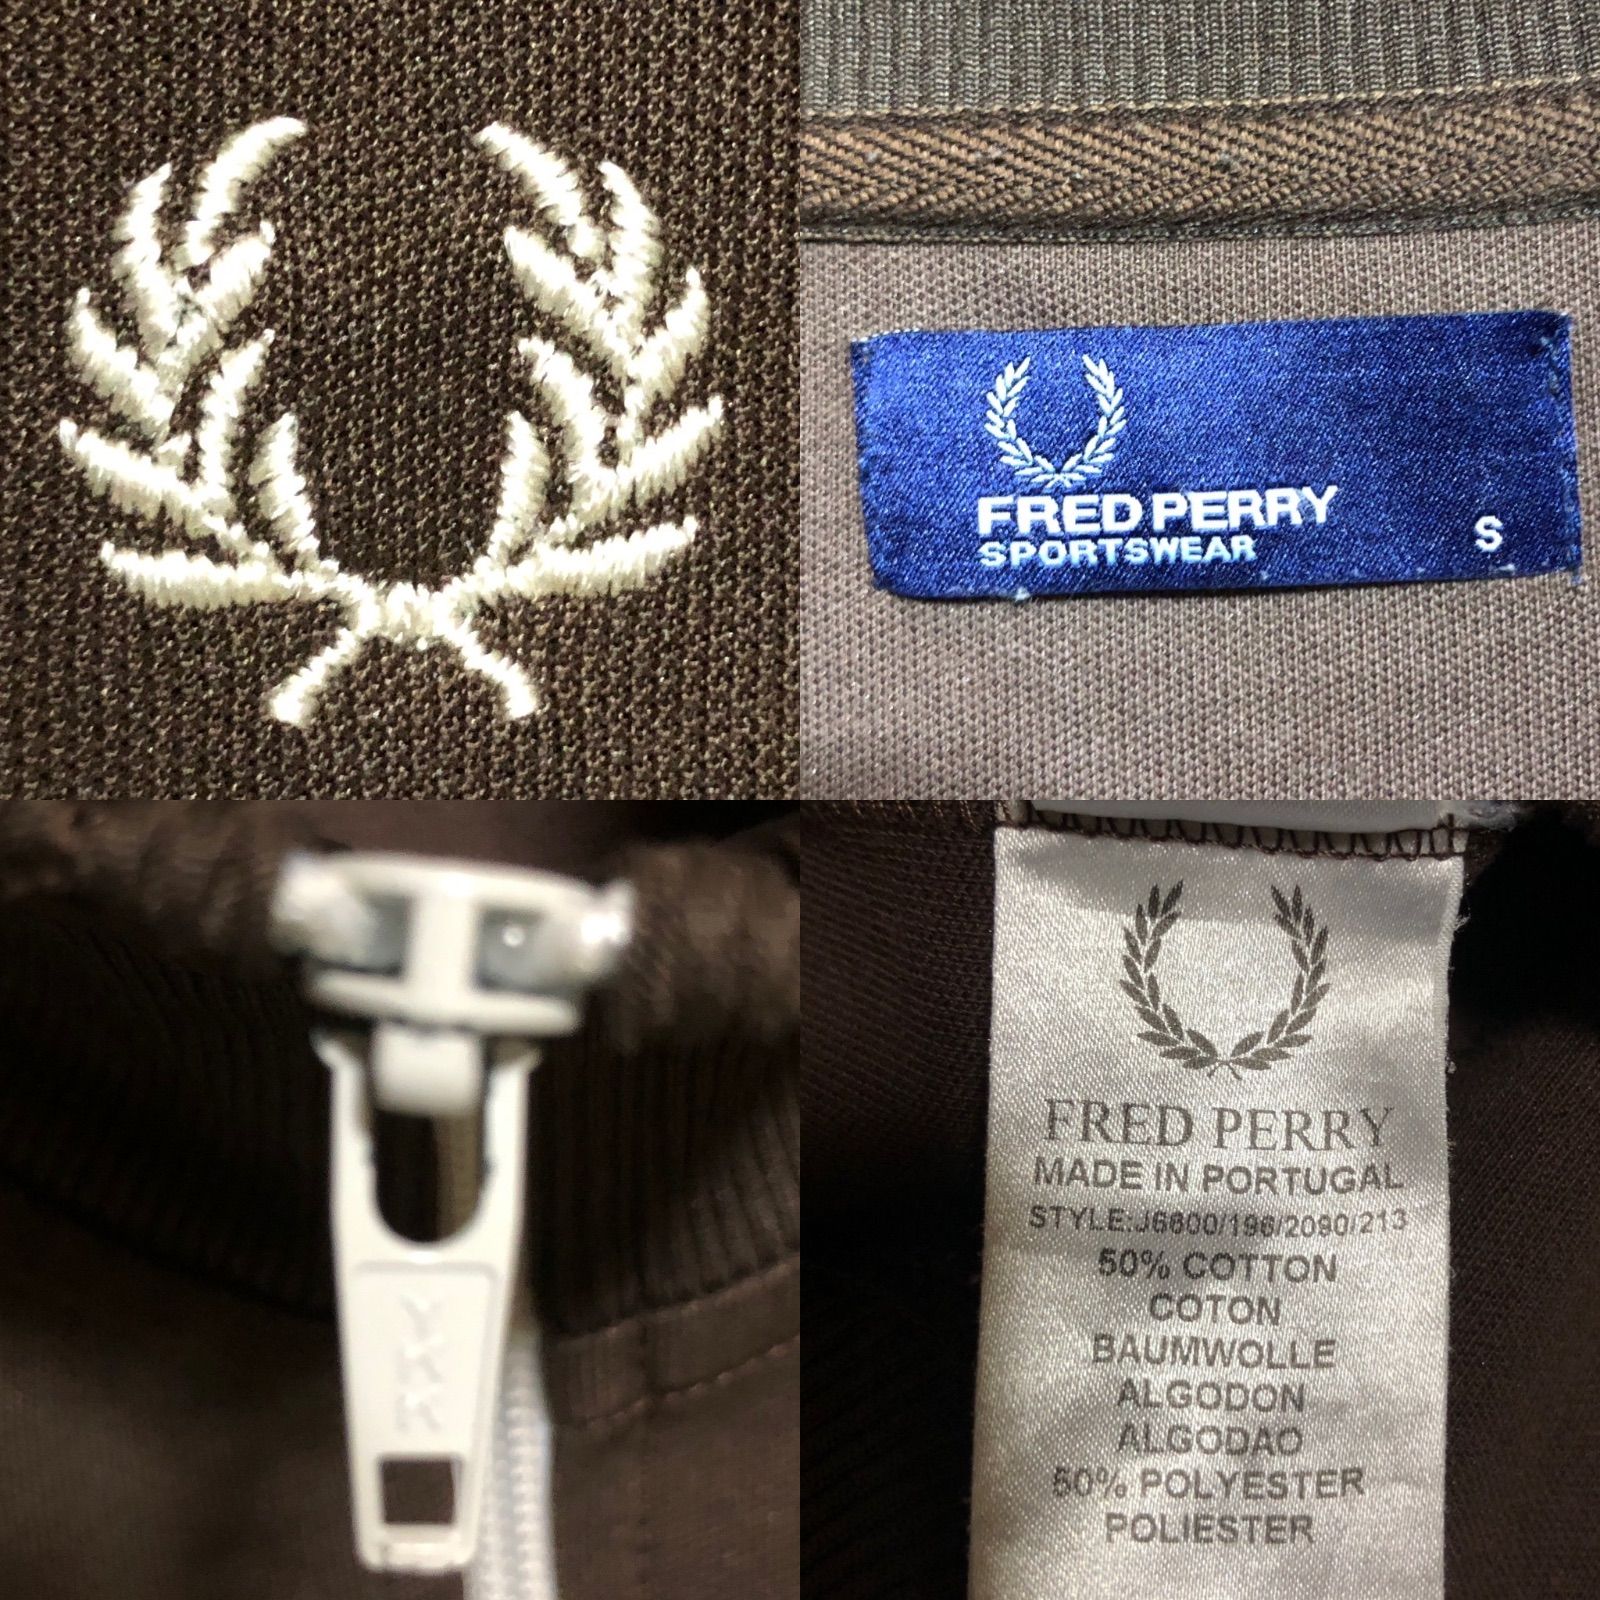 FRED PERRY
SPORTSWEAR
S
YKK
FRED PERRY
MADE IN PORTUGAL
STYLE:J6600/196/2090/213
50% COTTON
COTON
BAUMWOLLE
ALGODON
ALGODAO
50% POLYESTER
POLIESTER